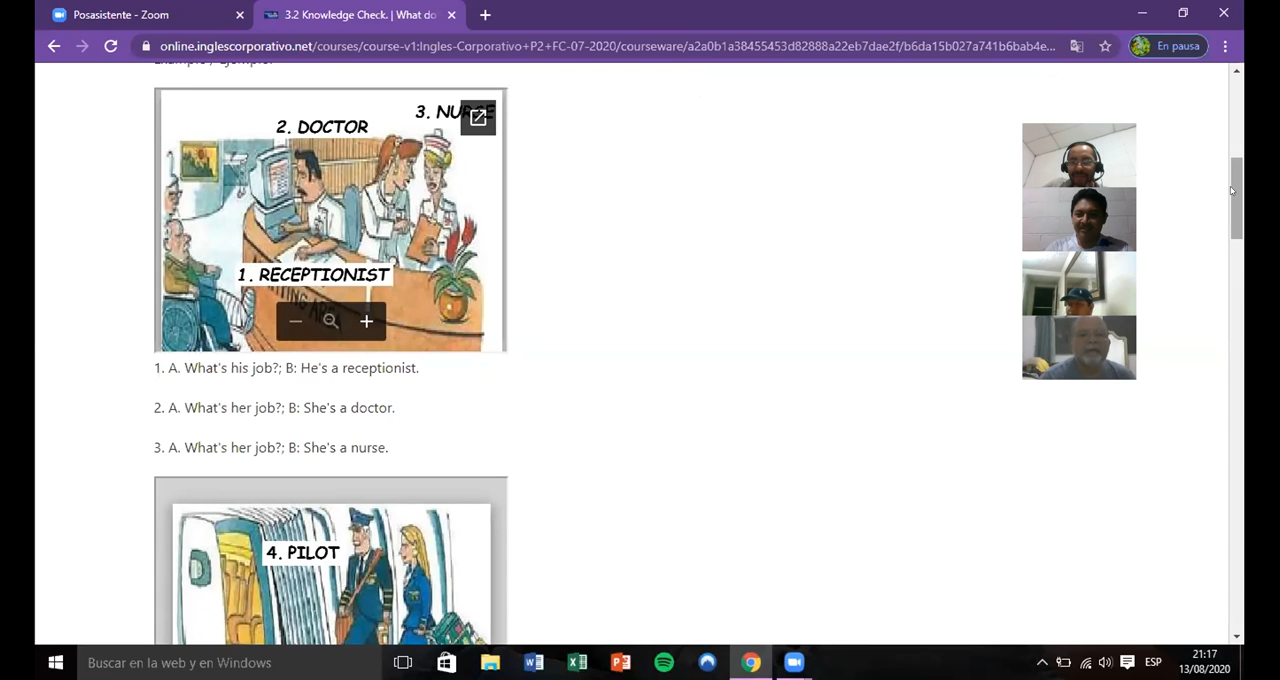 Posasistente - Zoom
3.2 Knowledge Check. | What do
online.inglescorporativo.net/courses/course-v1:Ingles-Corporativo+P2+FC-07-2020/courseware/a2a0b1a38455453d82888a22eb7dae2f/b6da15b027a741b6bab4e...
En pausa
Example / Ejemplo:
3. NURSE
2. DOCTOR
1. RECEPTIONIST
1. A. What's his job?; B: He's a receptionist.
2. A. What's her job?; B: She's a doctor.
3. A. What's her job?; B: She's a nurse.
4. PILOT
Buscar en la web y en Windows
ESP
21:17
13/08/2020